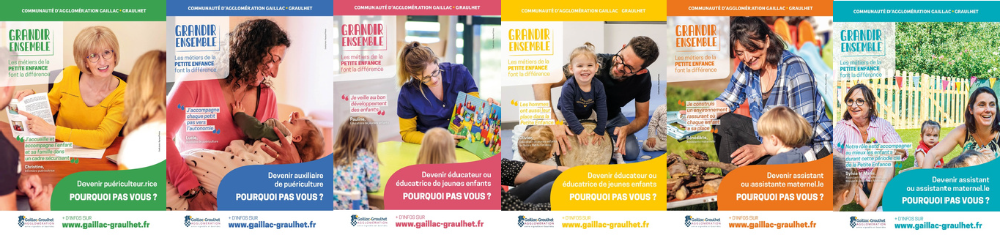 COMMUNAUTÉ D'AGGLOMÉRATION GAILLAC • GRAULHET
GRANDIR
ENSEMBLE
Les métiers de la
PETITE ENFANCE
font la différence
J'accueille et
accompagne l'enfant
et sa famille dans
un cadre sécurisant
Christine,
Devenir puériculteur.rice
POURQUOI PAS VOUS ?
Gaillac-Graulhet
AGGLOMÉRATION
+ D'INFOS SUR
www.gaillac-graulhet.fr
COMMUNAUTÉ D'AGGLOMÉRATION GAILLAC • GRAULHET
GRANDIR
ENSEMBLE
Les métiers de la
PETITE ENFANCE
font la différence
J'accompagne
chaque petit
pas vers
l'autonomie
Lucie,
Devenir auxiliaire
de puériculture
POURQUOI PAS VOUS ?
Gaillac-Graulhet
AGGLOMÉRATION
+ D'INFOS SUR
www.gaillac-graulhet.fr
COMMUNAUTÉ D'AGGLOMÉRATION GAILLAC • GRAULHET
GRANDIR
ENSEMBLE
Les métiers de la
PETITE ENFANCE
font la différence
Je veille au bon
développement
des enfants
Pauline,
Devenir éducateur ou
éducatrice de jeunes enfants
POURQUOI PAS VOUS ?
Gaillac-Graulhet
AGGLOMÉRATION
+ D'INFOS SUR
www.gaillac-graulhet.fr
COMMUNAUTÉ D'AGGLOMÉRATION GAILLAC GRAULHET
GRANDIR
ENSEMBLE
Les métiers de la
PETITE ENFANCE
font la différence
Les hommes
ont aussi leur
place dans la
Petite Enfance
Olivier,
Devenir éducateur ou
éducatrice de jeunes enfants
POURQUOI PAS VOUS ?
Gaillac-Graulhet
AGGLOMÉRATION
+ D'INFOS SUR
www.gaillac-graulhet.fr
COMMUNAUTÉ D'AGGLOMÉRATION GAILLAC • GRAULHET
GRANDIR
ENSEMBLE
Les métiers de la
PETITE ENFANCE
font la différence
Je construis
un environnement
rassurant où
chaque enfant
a sa place
Bénédikte,
Devenir assistant
ou assistante maternel.le
POURQUOI PAS VOUS ?
Gaillac-Graulhet
AGGLOMÉRATION
+ D'INFOS SUR
www.gaillac-graulhet.fr
COMMUNAUTÉ D'AGGLOMÉRATION GAILLAC • GRAULHET
GRANDIR
ENSEMBLE
Les métiers de la
PETITE ENFANCE
font la différence
Notre rôle est d'accompagner
au mieux les enfants
durant cette période clé
de la Petite Enfance
Devenir assistant
ou assistante maternel.le
POURQUOI PAS VOUS ?
Gaillac-Graulhet
AGGLOMÉRATION
+ D'INFOS SUR
www.gaillac-graulhet.fr